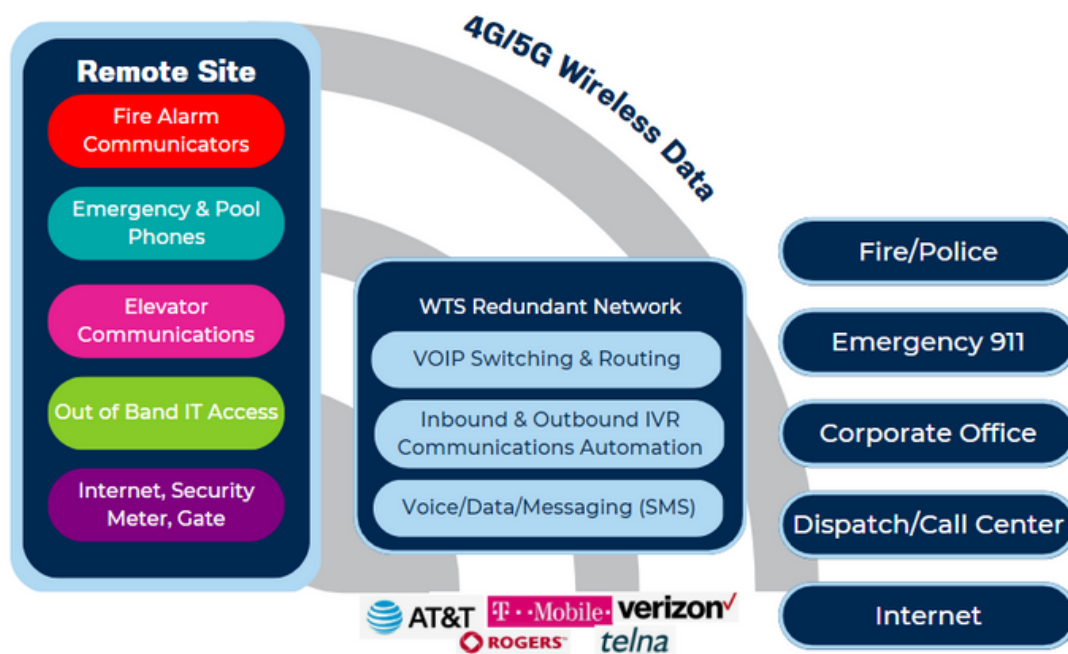 4G/5G Wireless Data
Remote Site
Fire Alarm
Communicators
Emergency & Pool
Phones
Elevator
Communications
Out of Band IT Access
Internet, Security
Meter, Gate
WTS Redundant Network
VOIP Switching & Routing
Inbound & Outbound IVR
Communications Automation
Voice/Data/Messaging (SMS)
Fire/Police
Emergency 911
Corporate Office
Dispatch/Call Center
Internet
AT&T
T··Mobile·
verizon✓
ROGERS™
telna